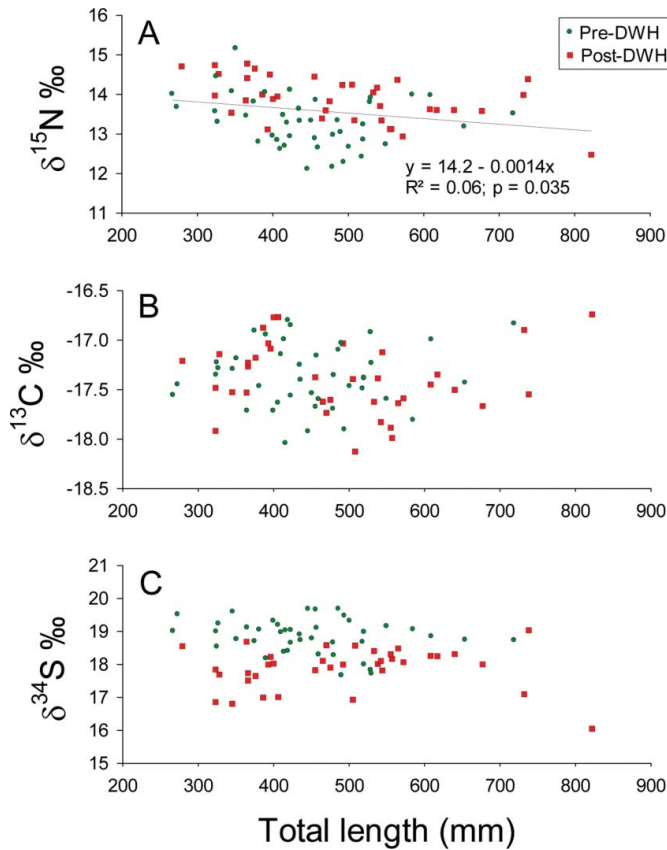 Pre-DWH
Post-DWH
A
16
15
14
13
12
11
δ¹⁵N ‰
y = 14.2 - 0.0014x
R² = 0.06; p = 0.035
200 300 400 500 600 700 800 900
B
-16.5
-17.0
-17.5
-18.0
-18.5
δ¹³C ‰
200 300 400 500 600 700 800 900
C
21
20
19
18
17
16
15
δ³⁴S ‰
200 300 400 500 600 700 800 900
Total length (mm)